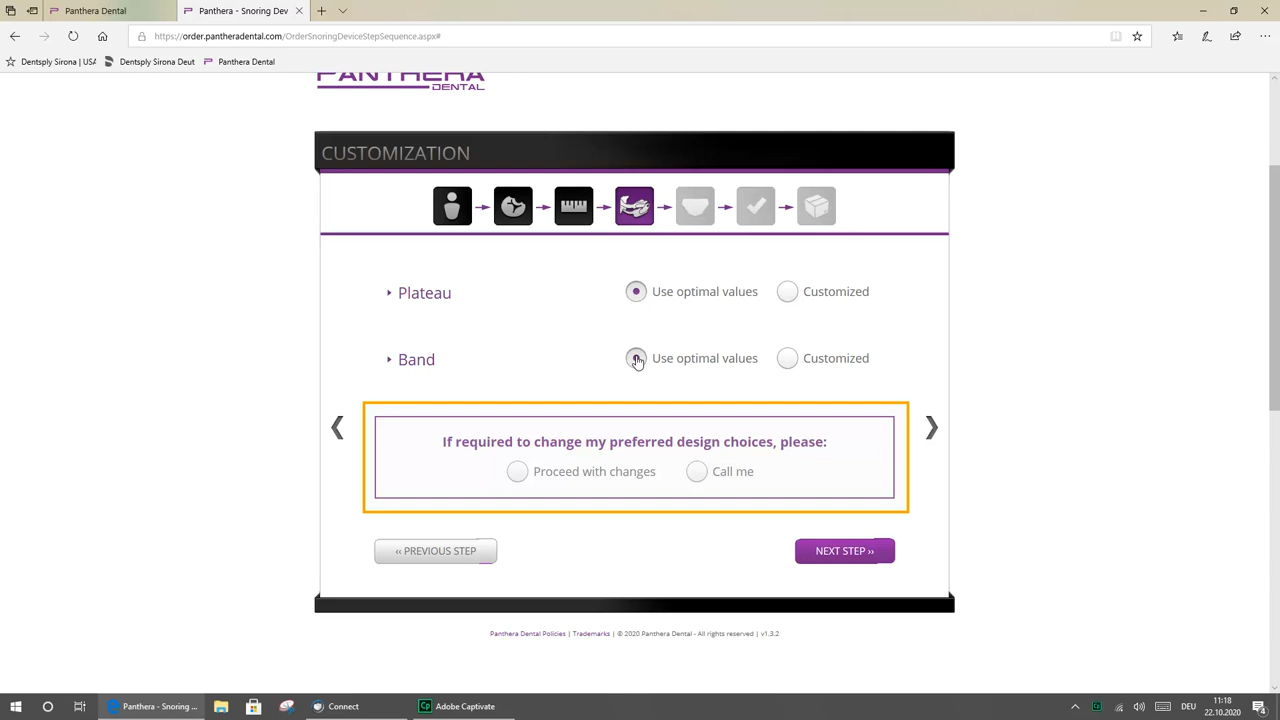 Panthera Dental
Panthera - Snoring Dev
https://order.pantheradental.com/OrderSnoringDeviceStepSequence.aspx#
Dentsply Sirona | USA
Dentsply Sirona Deut
Panthera Dental
PANTHERA
DENTAL
CUSTOMIZATION
Plateau
Use optimal values
Customized
Band
Use optimal values
Customized
If required to change my preferred design choices, please:
Proceed with changes
Call me
‹‹ PREVIOUS STEP
NEXT STEP ››
Panthera Dental Policies | Trademarks | © 2020 Panthera Dental - All rights reserved | v1.3.2
Panthera - Snoring ...
Connect
Cp Adobe Captivate
Cp
DEU
11:18
22.10.2020
4